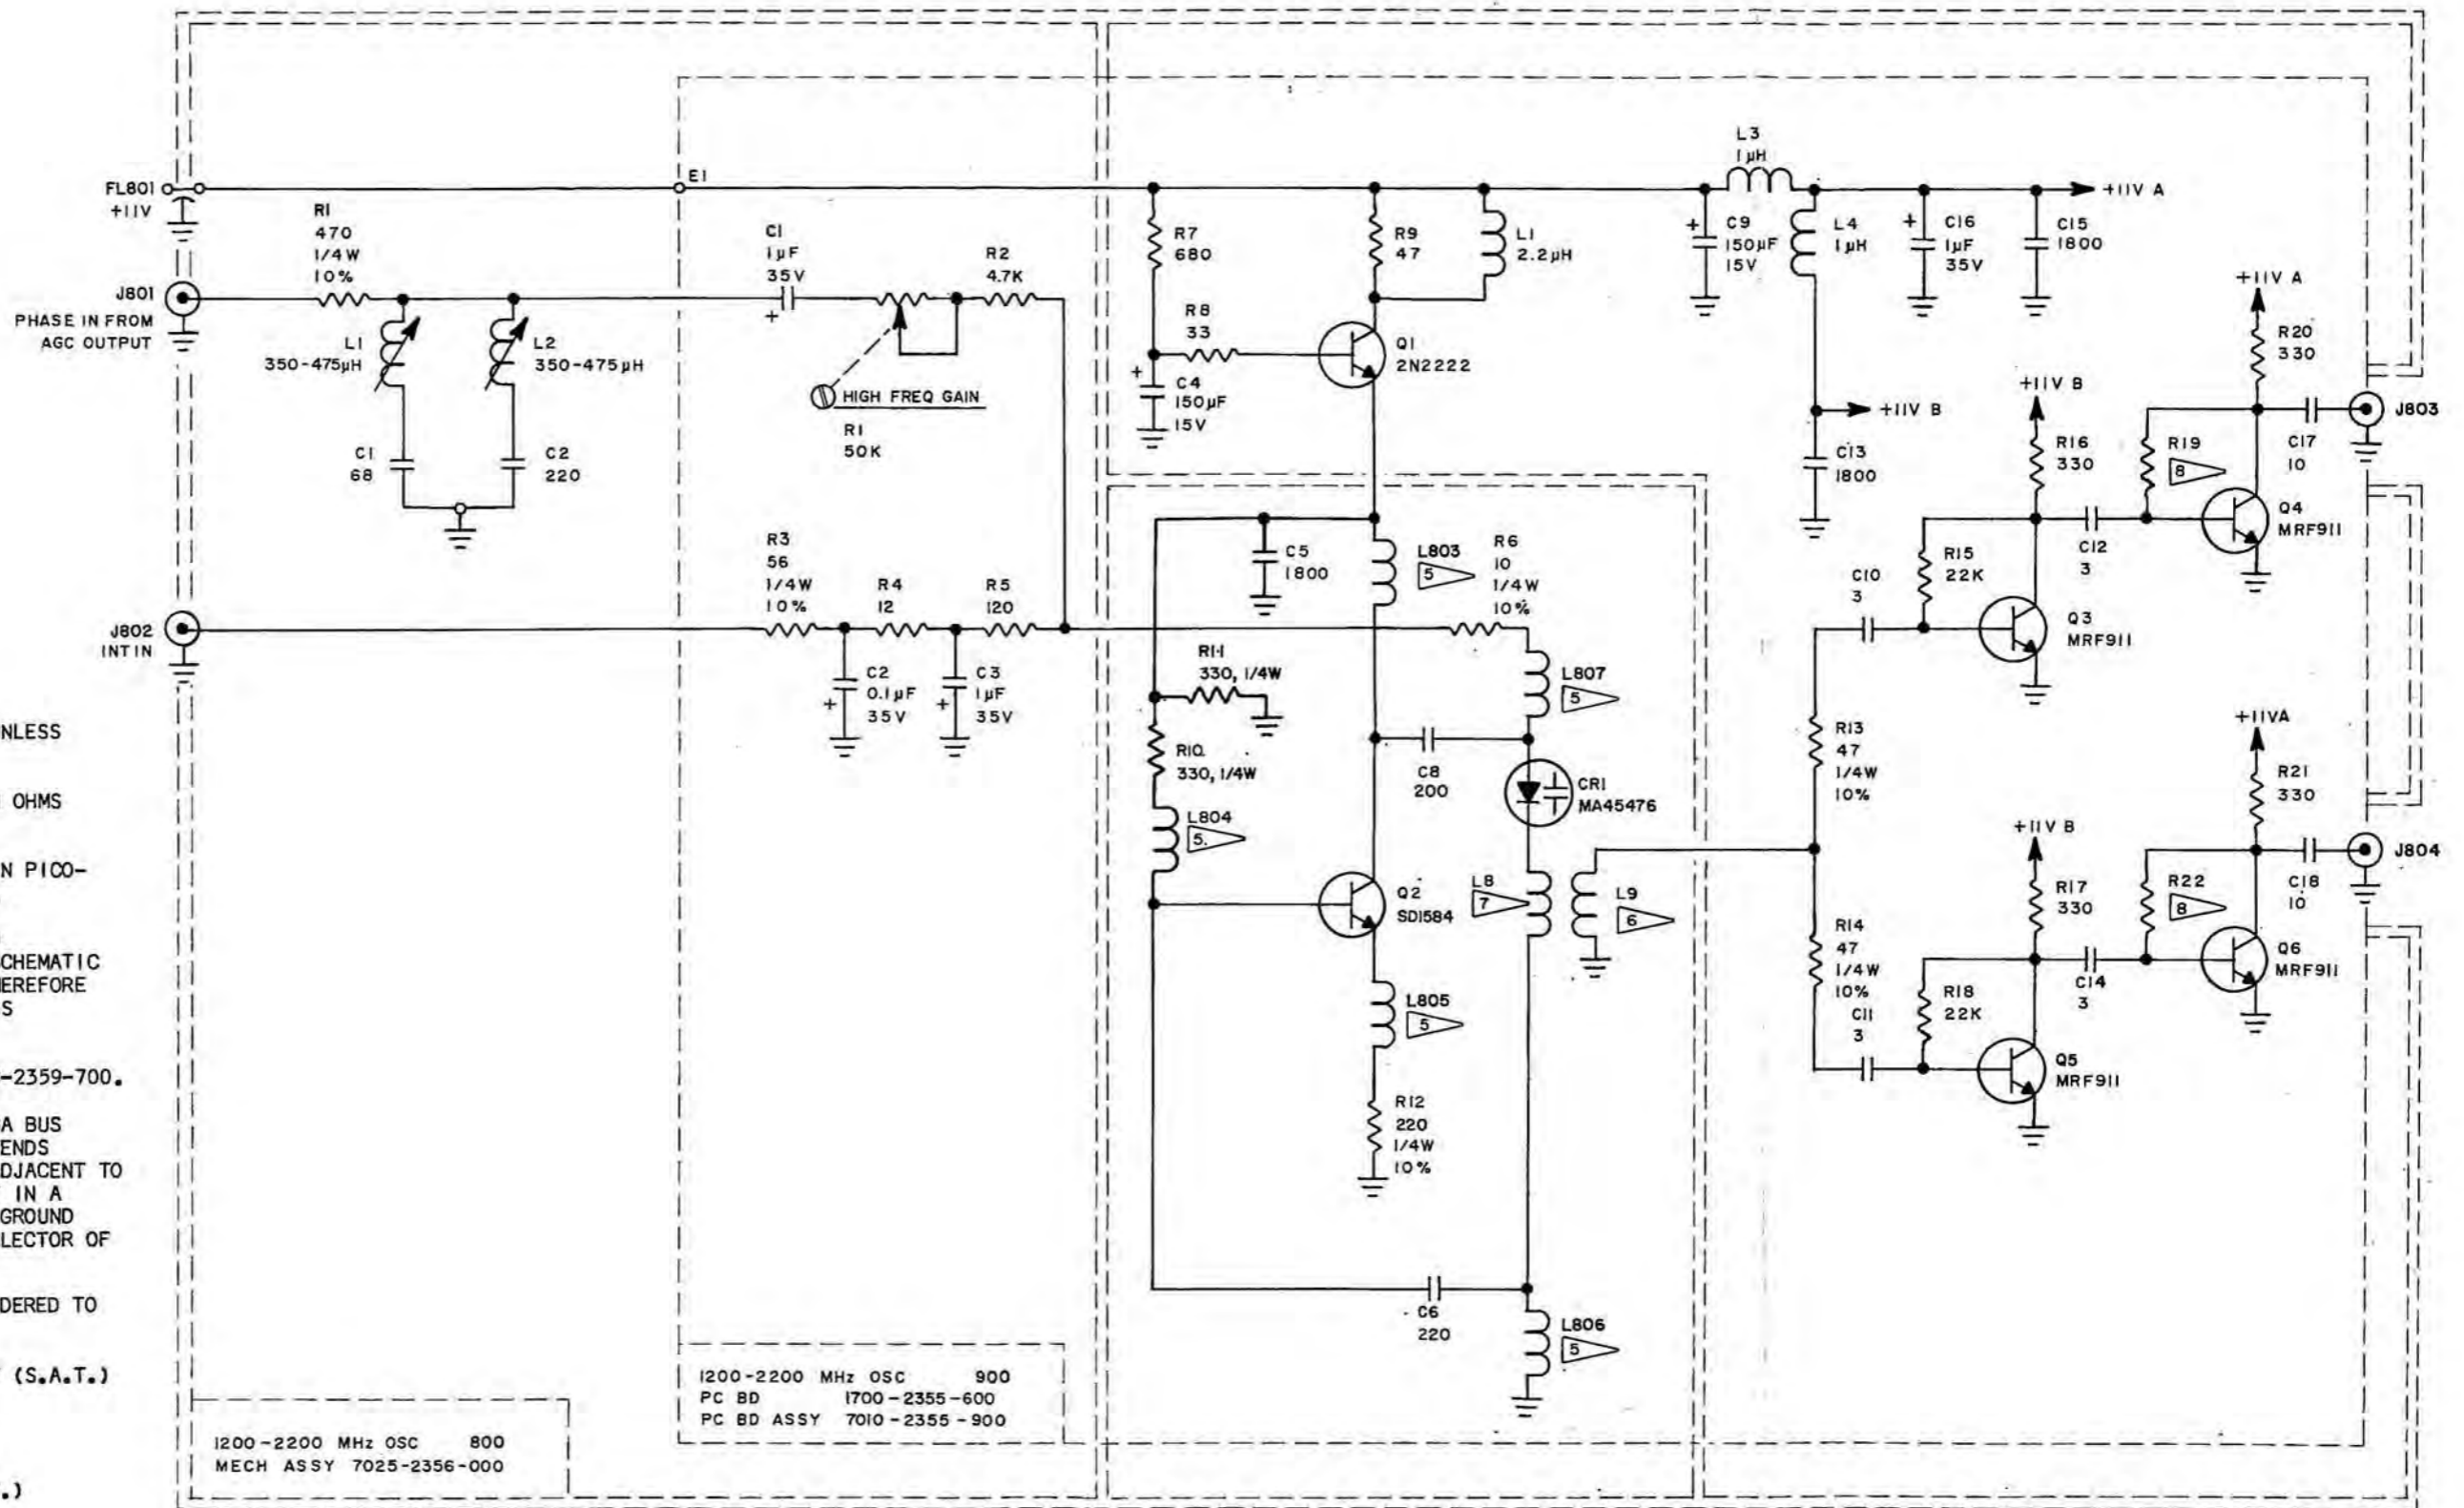 FL801
+11V
E1
R1
470
1/4W
10%
J801
PHASE IN FROM
AGC OUTPUT
L1
350-475µH
L2
350-475µH
C1
68
C2
220
C1
1µF
35V
+
R2
4.7K
HIGH FREQ GAIN
R1
50K
J802
INT IN
R3
56
1/4W
10%
R4
12
R5
120
C2
0.1µF
35V
+
C3
1µF
35V
+
R7
680
R8
33
+
C4
150µF
15V
R9
47
L1
2.2µH
Q1
2N2222
L3
1µH
+
C9
150µF
15V
L4
1µH
+
C16
1µF
35V
C15
1800
+11V A
+11V B
C13
1800
C5
1800
L803
5
R6
10
1/4W
10%
R11
330, 1/4W
R10
330, 1/4W
L804
5.
L807
5
C8
200
CR1
MA45476
Q2
SD1584
L8
7
L9
6
L805
5
R12
220
1/4W
10%
C6
220
L806
5
+11V A
R20
330
J803
C17
10
+11V B
R16
330
R19
8
Q4
MRF911
C12
3
R15
22K
C10
3
Q3
MRF911
R13
47
1/4W
10%
+11VA
R21
330
J804
C18
10
+11V B
R17
330
R22
8
Q6
MRF911
C14
3
R14
47
1/4W
10%
C11
3
R18
22K
Q5
MRF911
NLESS
OHMS
N PICO-
CHEMATIC
HEREFORE
S
-2359-700.
A BUS
ENDS
DJACENT TO
IN A
GROUND
LECTOR OF
DERED TO
(S.A.T.)
.)
1200-2200 MHz OSC 900
PC BD 1700-2355-600
PC BD ASSY 7010-2355-900
1200-2200 MHz OSC 800
MECH ASSY 7025-2356-000